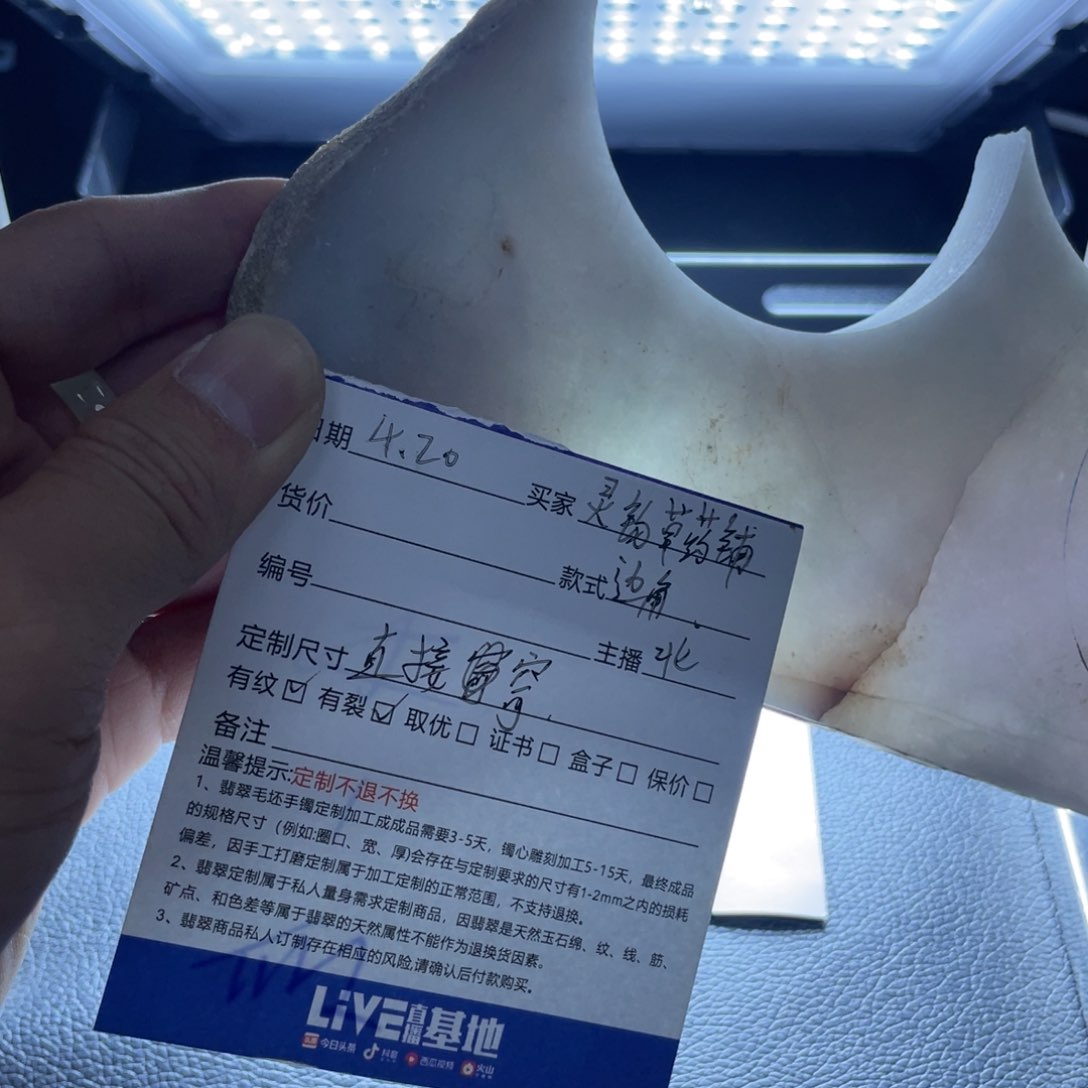 日期 4.20
买家 灵韵草药铺
货价
款式 边角
编号
主播 北
定制尺寸 直接寄
有纹☑ 有裂☑ 取优□ 证书□ 盒子□ 保价□
备注
温馨提示:定制不退不换
1、翡翠毛坯手镯定制加工成成品需要3-5天，镯心雕刻加工5-15天，最终成品
的规格尺寸（例如:圈口、宽、厚)会存在与定制要求的尺寸有1-2mm之内的损耗
偏差，因手工打磨定制属于加工定制的正常范围，不支持退换。
2、翡翠定制属于私人量身需求定制商品，因翡翠是天然玉石绵、纹、线、筋、
矿点、和色差等属于翡翠的天然属性不能作为退换货因素。
3、翡翠商品私人订制存在相应的风险,请确认后付款购买。
LiVE直播基地
头条 今日头条 抖音 西瓜视频 火山